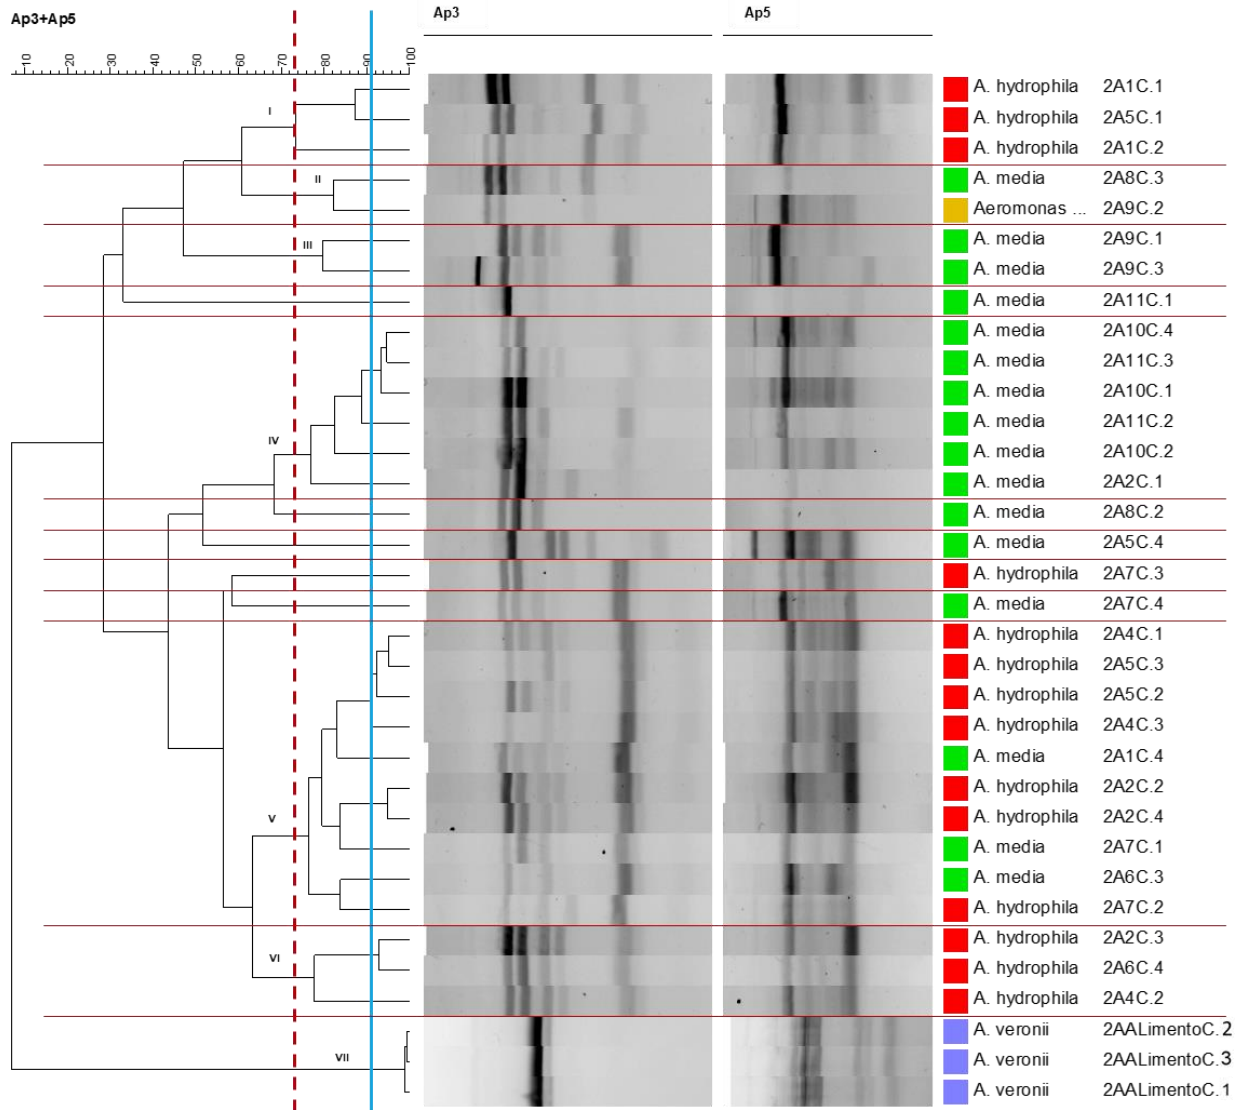 Ap3+Ap5
Ap3
Ap5
10 20 30 40 50 60 70 80 90 100
A. hydrophila 2A1C.1
I
A. hydrophila 2A5C.1
A. hydrophila 2A1C.2
II
A. media 2A8C.3
Aeromonas ... 2A9C.2
III
A. media 2A9C.1
A. media 2A9C.3
A. media 2A11C.1
A. media 2A10C.4
A. media 2A11C.3
A. media 2A10C.1
A. media 2A11C.2
IV
A. media 2A10C.2
A. media 2A2C.1
A. media 2A8C.2
A. media 2A5C.4
A. hydrophila 2A7C.3
A. media 2A7C.4
A. hydrophila 2A4C.1
A. hydrophila 2A5C.3
A. hydrophila 2A5C.2
A. hydrophila 2A4C.3
A. media 2A1C.4
A. hydrophila 2A2C.2
V
A. hydrophila 2A2C.4
A. media 2A7C.1
A. media 2A6C.3
A. hydrophila 2A7C.2
A. hydrophila 2A2C.3
VI
A. hydrophila 2A6C.4
A. hydrophila 2A4C.2
A. veronii 2AALimentoC.2
VII
A. veronii 2AALimentoC.3
A. veronii 2AALimentoC.1